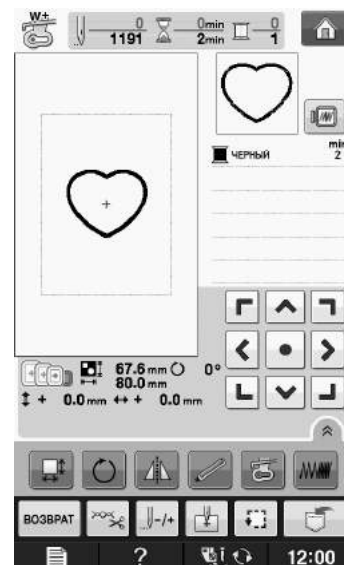 W+
0 0min 0
1191 2min 1
min
ЧЕРНЫЙ 2
67.6 mm 0°
80.0 mm
+ 0.0 mm + 0.0 mm
ВОЗВРАТ -/+
? i 12:00